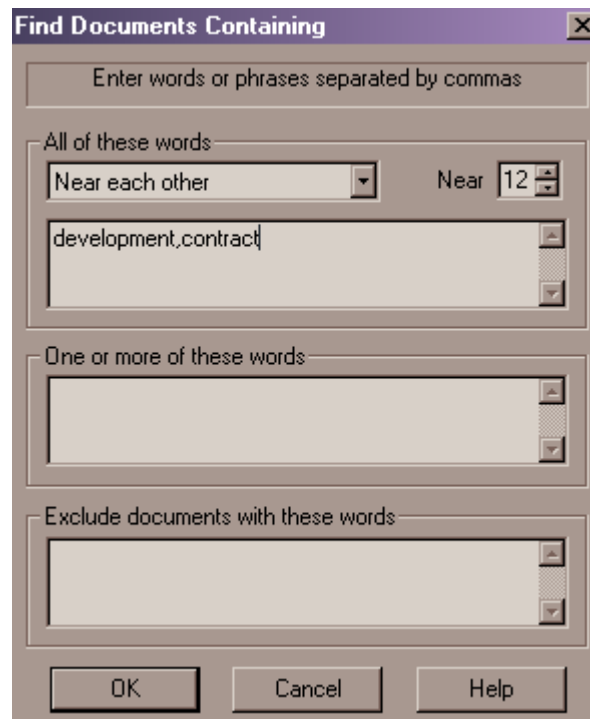 Find Documents Containing
Enter words or phrases separated by commas
All of these words
Near each other Near 12
development,contract
One or more of these words
Exclude documents with these words
OK Cancel Help